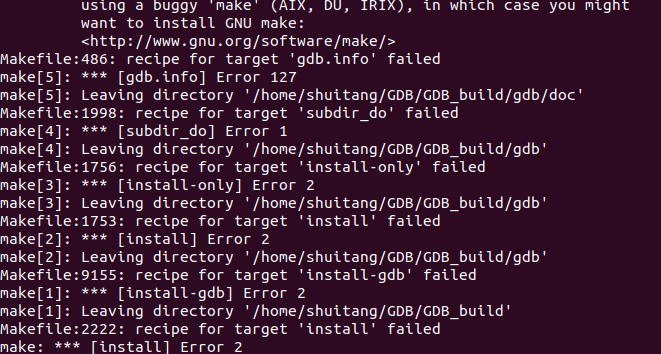 using a buggy 'make' (AIX, DU, IRIX), in which case you might
want to install GNU make:
<http://www.gnu.org/software/make/>
Makefile:486: recipe for target 'gdb.info' failed
make[5]: *** [gdb.info] Error 127
make[5]: Leaving directory '/home/shuitang/GDB/GDB_build/gdb/doc'
Makefile:1998: recipe for target 'subdir_do' failed
make[4]: *** [subdir_do] Error 1
make[4]: Leaving directory '/home/shuitang/GDB/GDB_build/gdb'
Makefile:1756: recipe for target 'install-only' failed
make[3]: *** [install-only] Error 2
make[3]: Leaving directory '/home/shuitang/GDB/GDB_build/gdb'
Makefile:1753: recipe for target 'install' failed
make[2]: *** [install] Error 2
make[2]: Leaving directory '/home/shuitang/GDB/GDB_build/gdb'
Makefile:9155: recipe for target 'install-gdb' failed
make[1]: *** [install-gdb] Error 2
make[1]: Leaving directory '/home/shuitang/GDB/GDB_build'
Makefile:2222: recipe for target 'install' failed
make: *** [install] Error 2